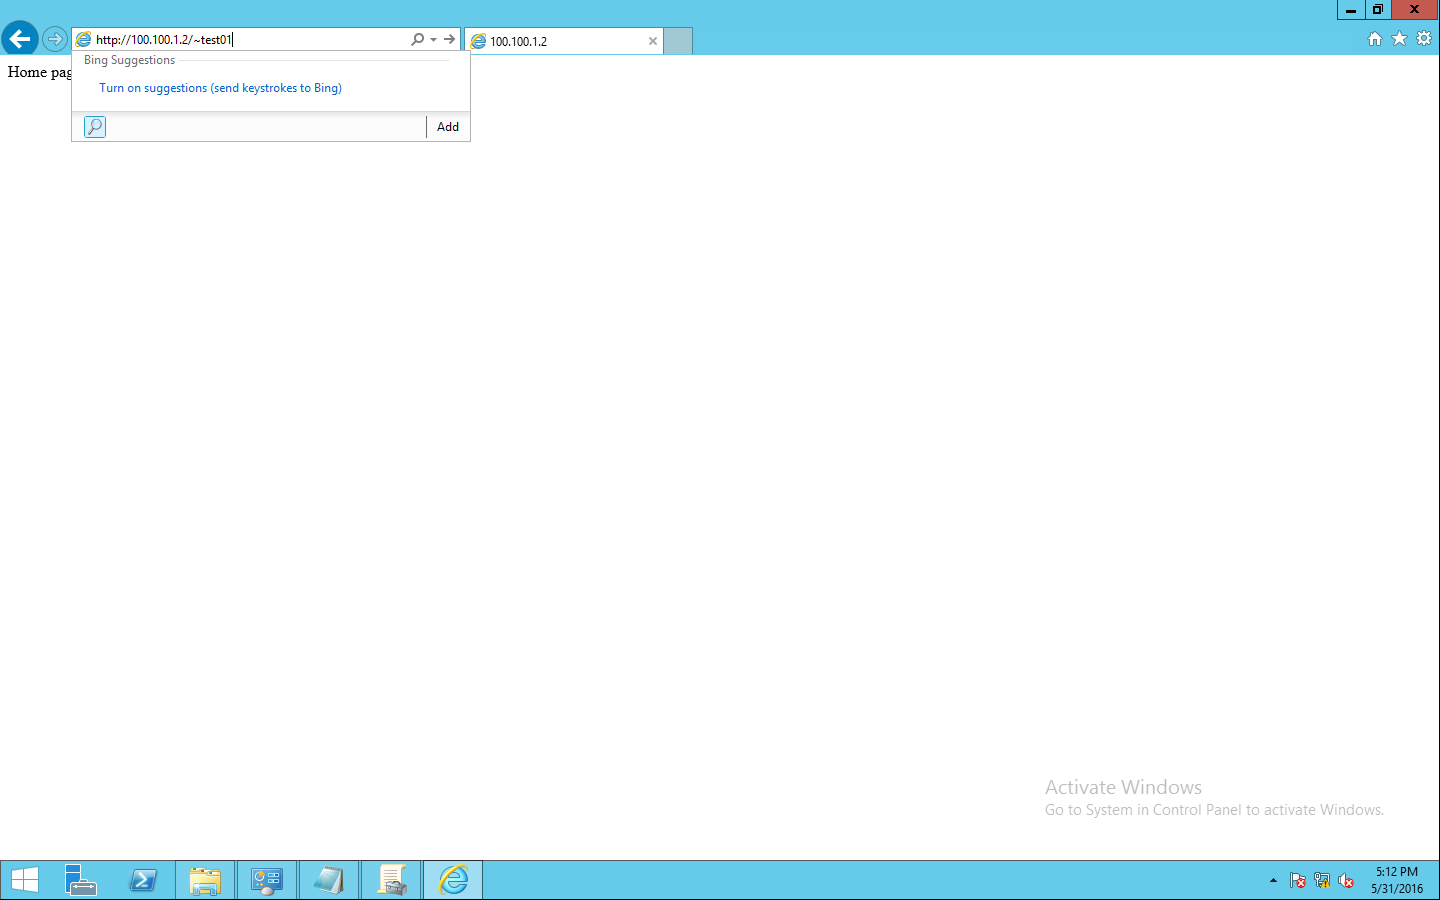 http://100.100.1.2/~test01
100.100.1.2
Bing Suggestions
Home pag
Turn on suggestions (send keystrokes to Bing)
Add
Activate Windows
Go to System in Control Panel to activate Windows.
5:12 PM
5/31/2016